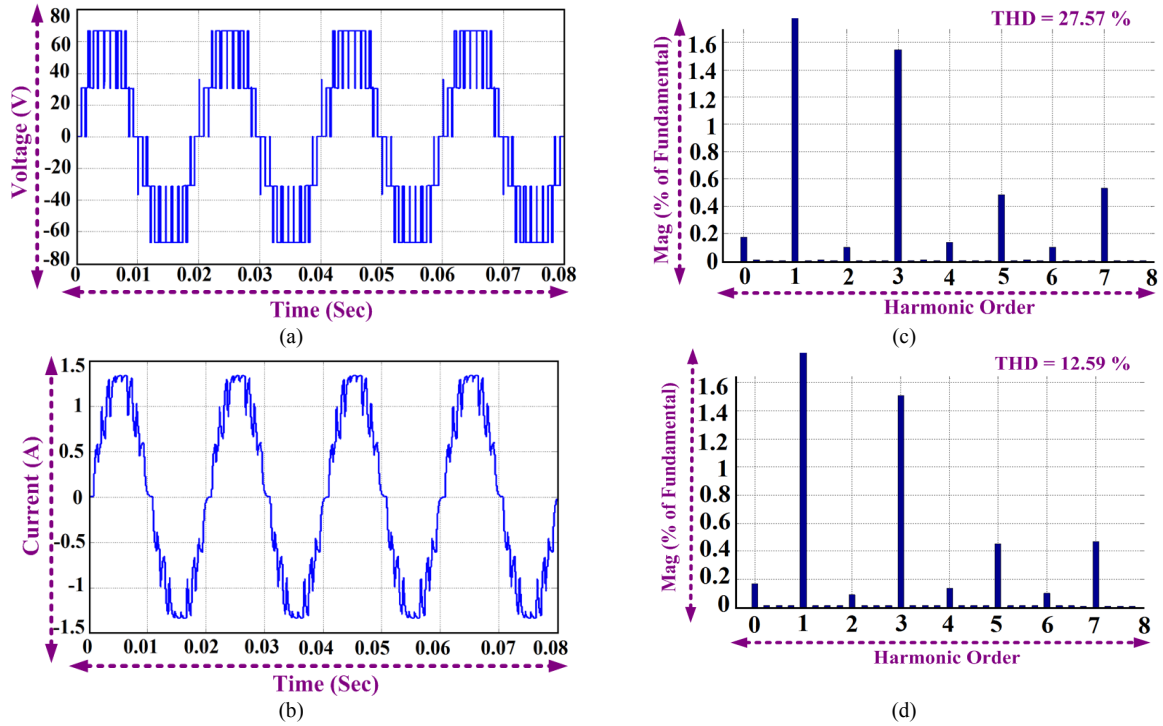 80
60
40
20
0
-20
-40
-60
-80
Voltage (V)
0 0.01 0.02 0.03 0.04 0.05 0.06 0.07 0.08
Time (Sec)
(a)
THD = 27.57 %
1.6
1.2
1
0.8
0.6
0.4
0.2
0
Mag (% of Fundamental)
0 1 2 3 4 5 6 7 8
Harmonic Order
(c)
1.5
1
0.5
0
-0.5
-1
-1.5
Current (A)
0 0.01 0.02 0.03 0.04 0.05 0.06 0.07 0.08
Time (Sec)
(b)
THD = 12.59 %
1.6
1.4
1.2
1
0.8
0.6
0.4
0.2
0
Mag (% of Fundamental)
0 1 2 3 4 5 6 7 8
Harmonic Order
(d)